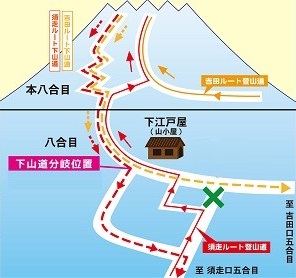 須走ルート下山道
吉田ルート下山道
本八合目
吉田ルート登山道
下江戸屋
(山小屋)
八合目
下山道分岐位置
至 吉田口五合目
須走ルート登山道
至 須走口五合目